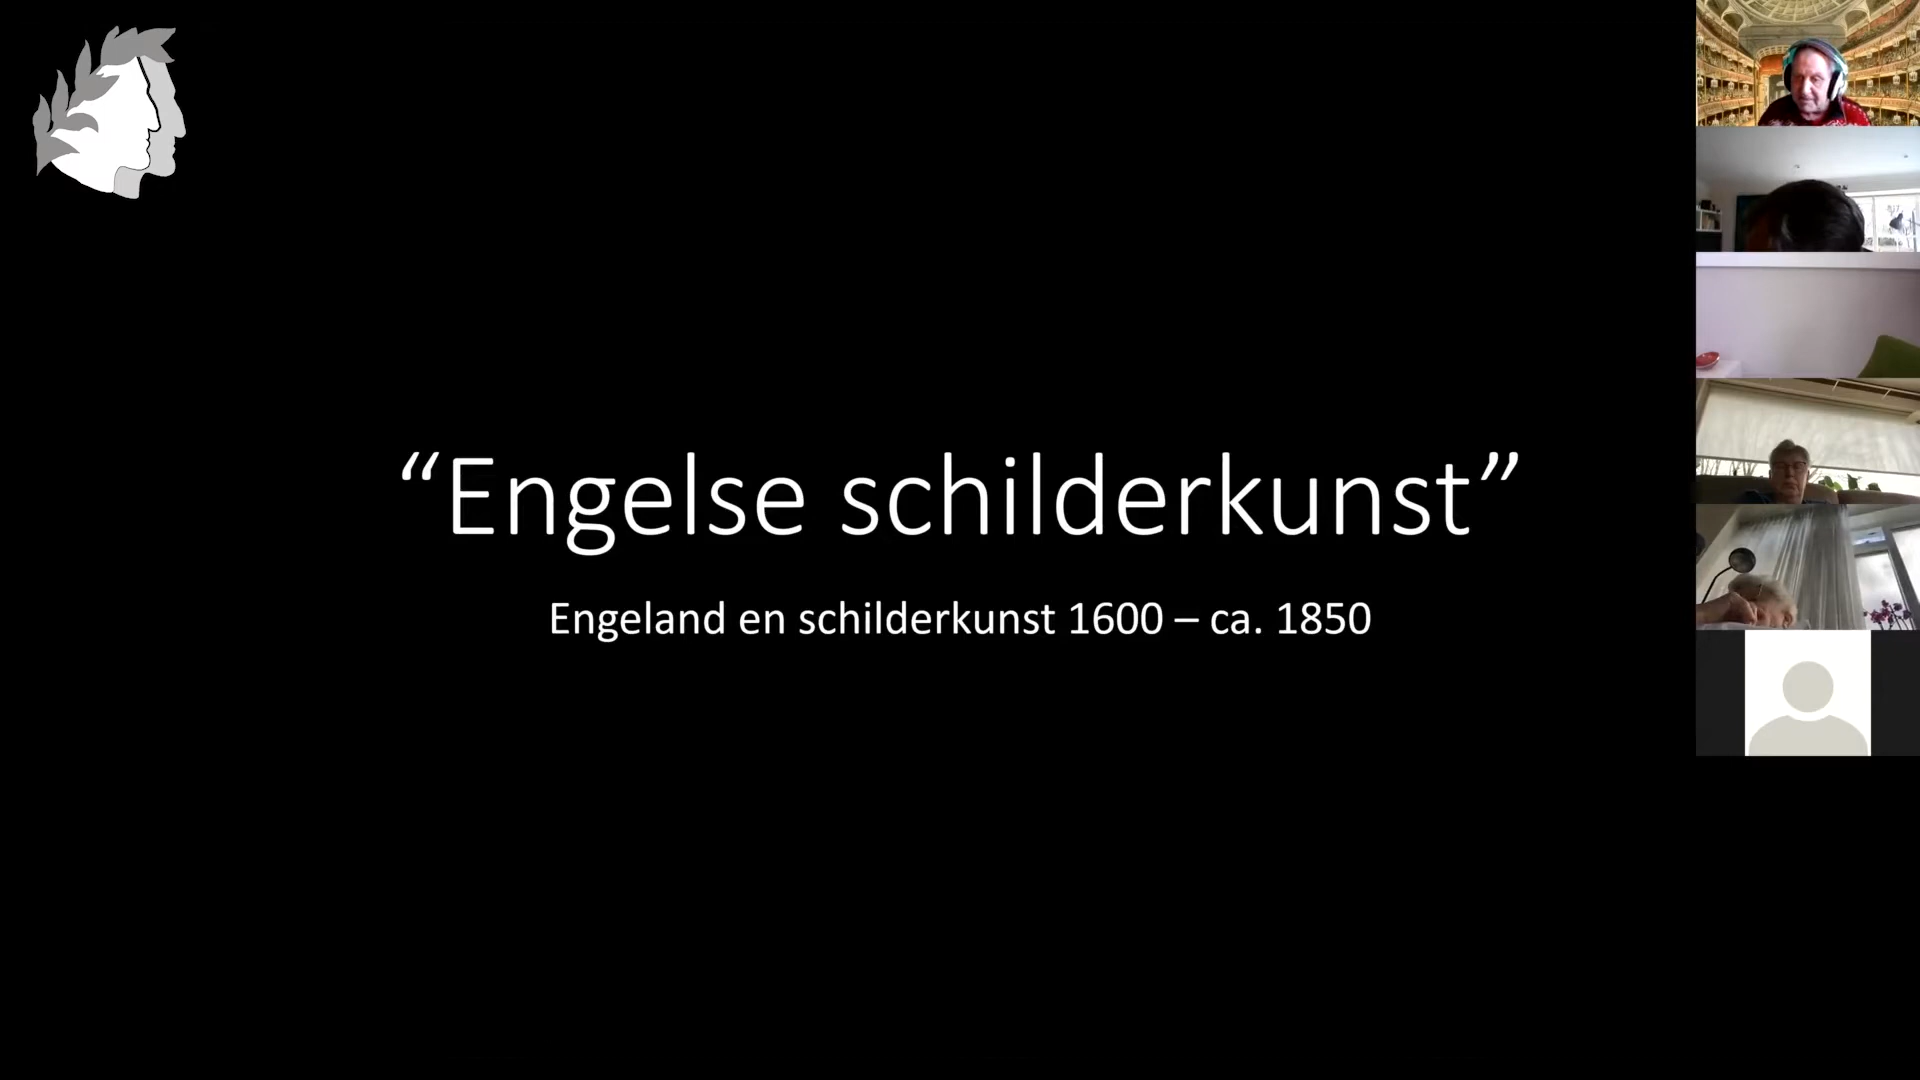 “Engelse schilderkunst”
Engeland en schilderkunst 1600 – ca. 1850